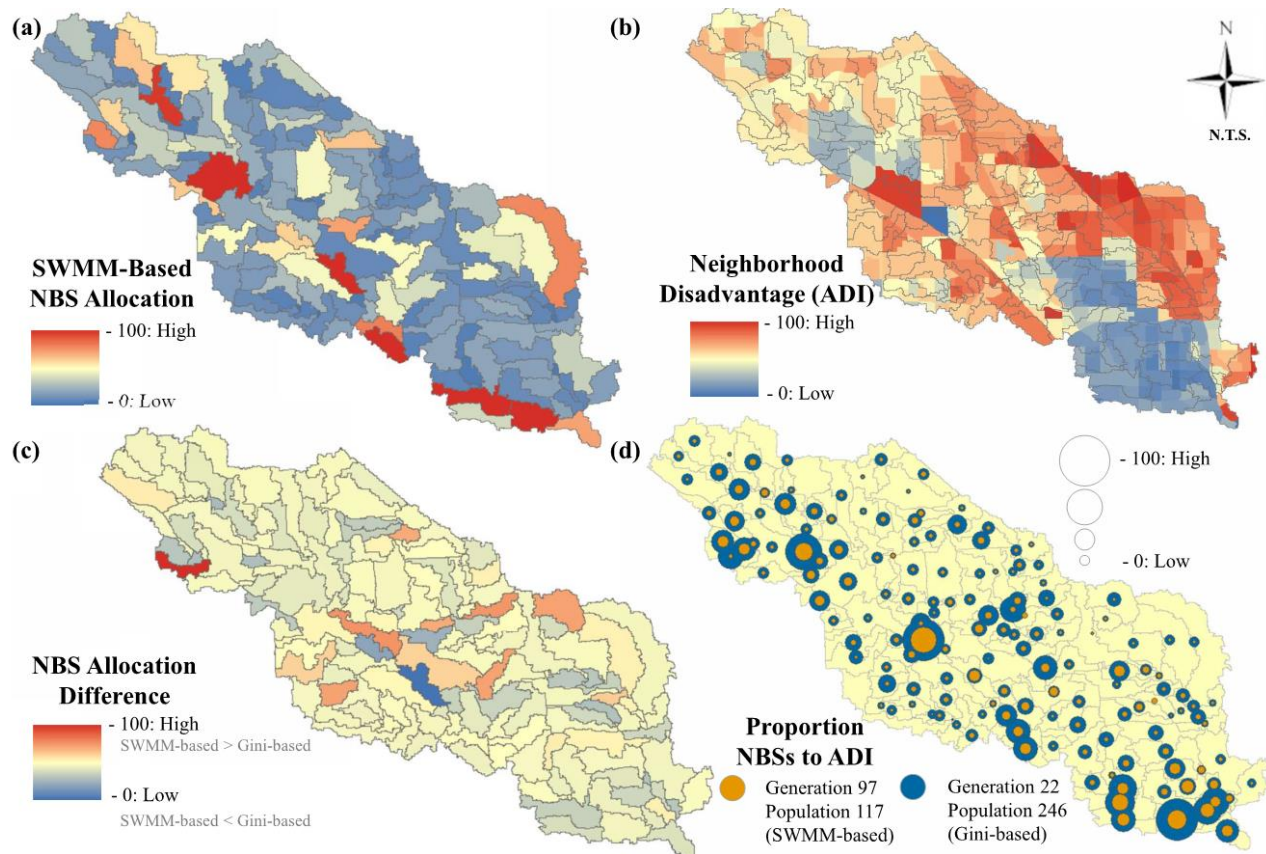 (a)
SWMM-Based
NBS Allocation
- 100: High
- 0: Low
(b)
N
N.T.S.
Neighborhood
Disadvantage (ADI)
- 100: High
- 0: Low
(c)
NBS Allocation
Difference
- 100: High
SWMM-based > Gini-based
- 0: Low
SWMM-based < Gini-based
(d)
- 100: High
- 0: Low
Proportion
NBSs to ADI
Generation 97
Population 117
(SWMM-based)
Generation 22
Population 246
(Gini-based)